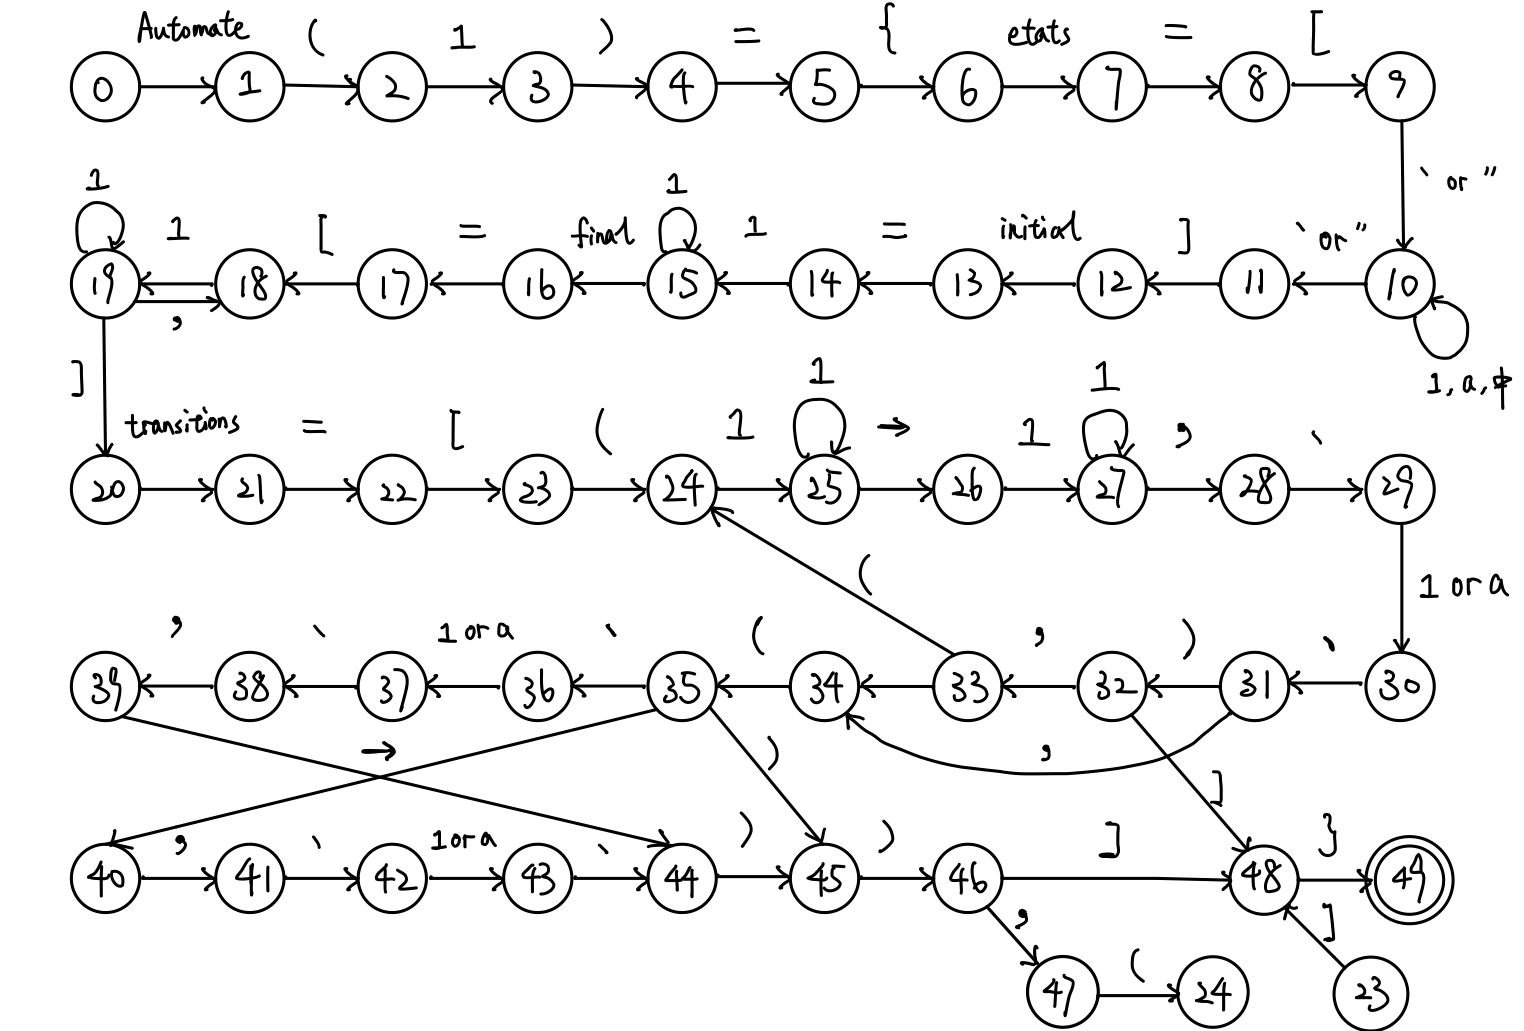 Automate ( 1 ) = { etats = [
0 1 2 3 4 5 6 7 8 9
` or "
1 1
1 [ = final 1 = initial ] ` or "
19 18 17 16 15 14 13 12 11 10
,
] 1, a, $
1 1
transitions = [ ( 1 → 1 , `
20 21 22 23 24 25 26 27 28 29
(
1 or a
, ` 1 or a ` ( , ) `
39 38 37 36 35 34 33 32 31 30
→ ) , ]
, ` 1 or a ` ) ) ] }
40 41 42 43 44 45 46 48 49
, ( ]
47 24 23